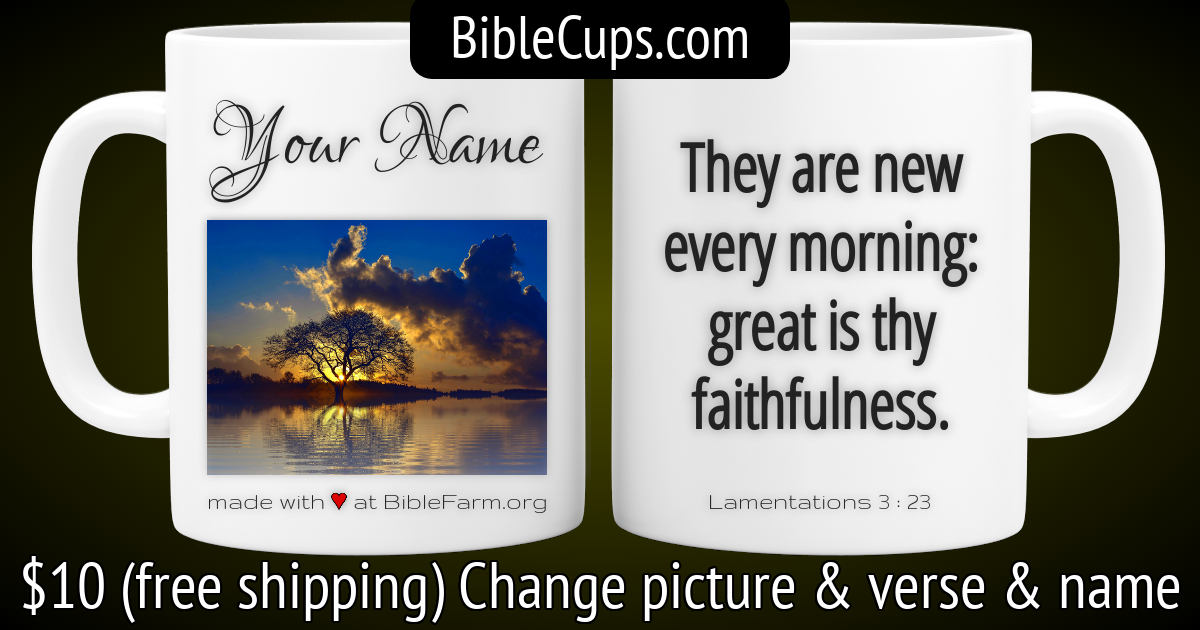 BibleCups.com
Your Name
made with ♥ at BibleFarm.org
They are new
every morning:
great is thy
faithfulness.
Lamentations 3 : 23
$10 (free shipping) Change picture & verse & name